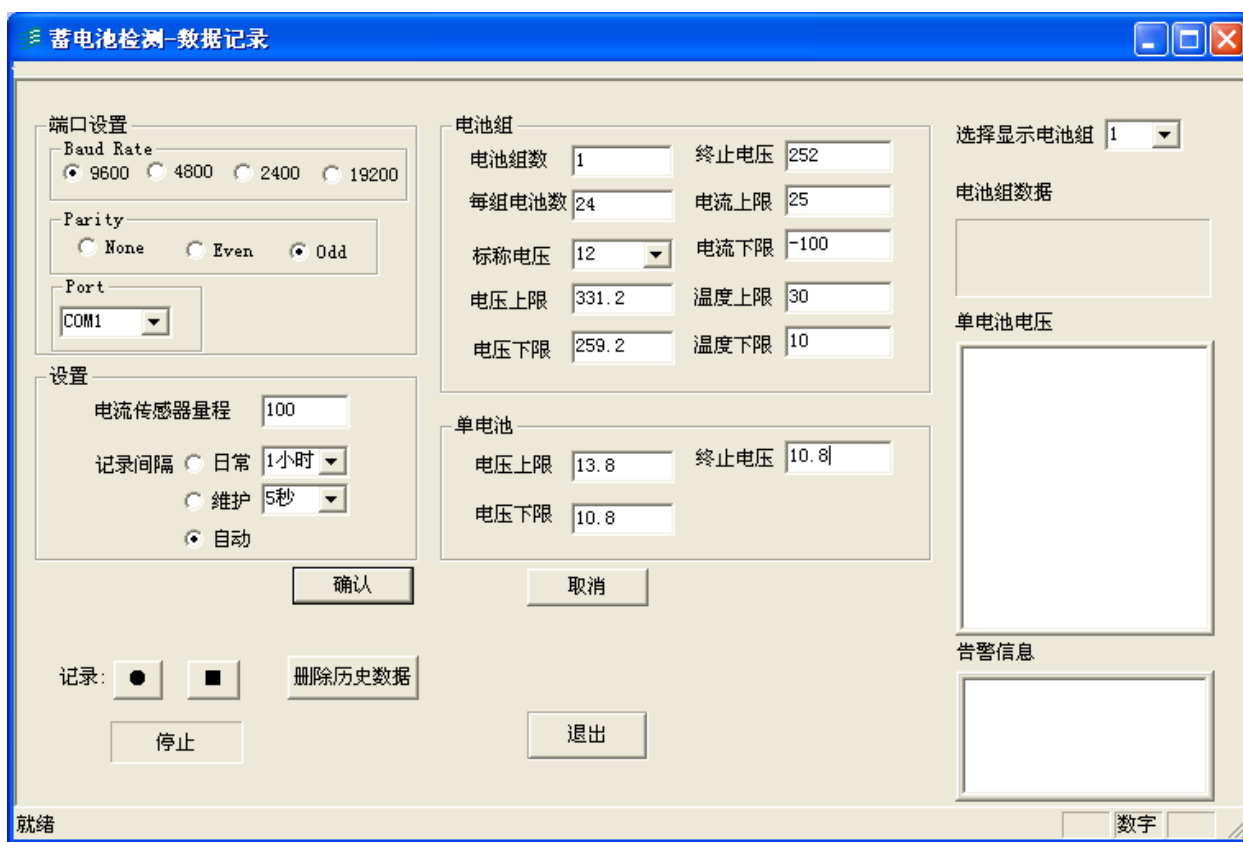 蓄电池检测-数据记录
端口设置
Baud Rate
9600 4800 2400 19200
Parity
None Even Odd
Port
COM1
设置
电流传感器量程 100
记录间隔 日常 1小时
维护 5秒
自动
确认
记录:
删除历史数据
停止
电池组
电池组数 1 终止电压 252
每组电池数 24 电流上限 25
标称电压 12 电流下限 -100
电压上限 331.2 温度上限 30
电压下限 259.2 温度下限 10
单电池
电压上限 13.8 终止电压 10.8
电压下限 10.8
取消
退出
选择显示电池组 1
电池组数据
单电池电压
告警信息
就绪
数字